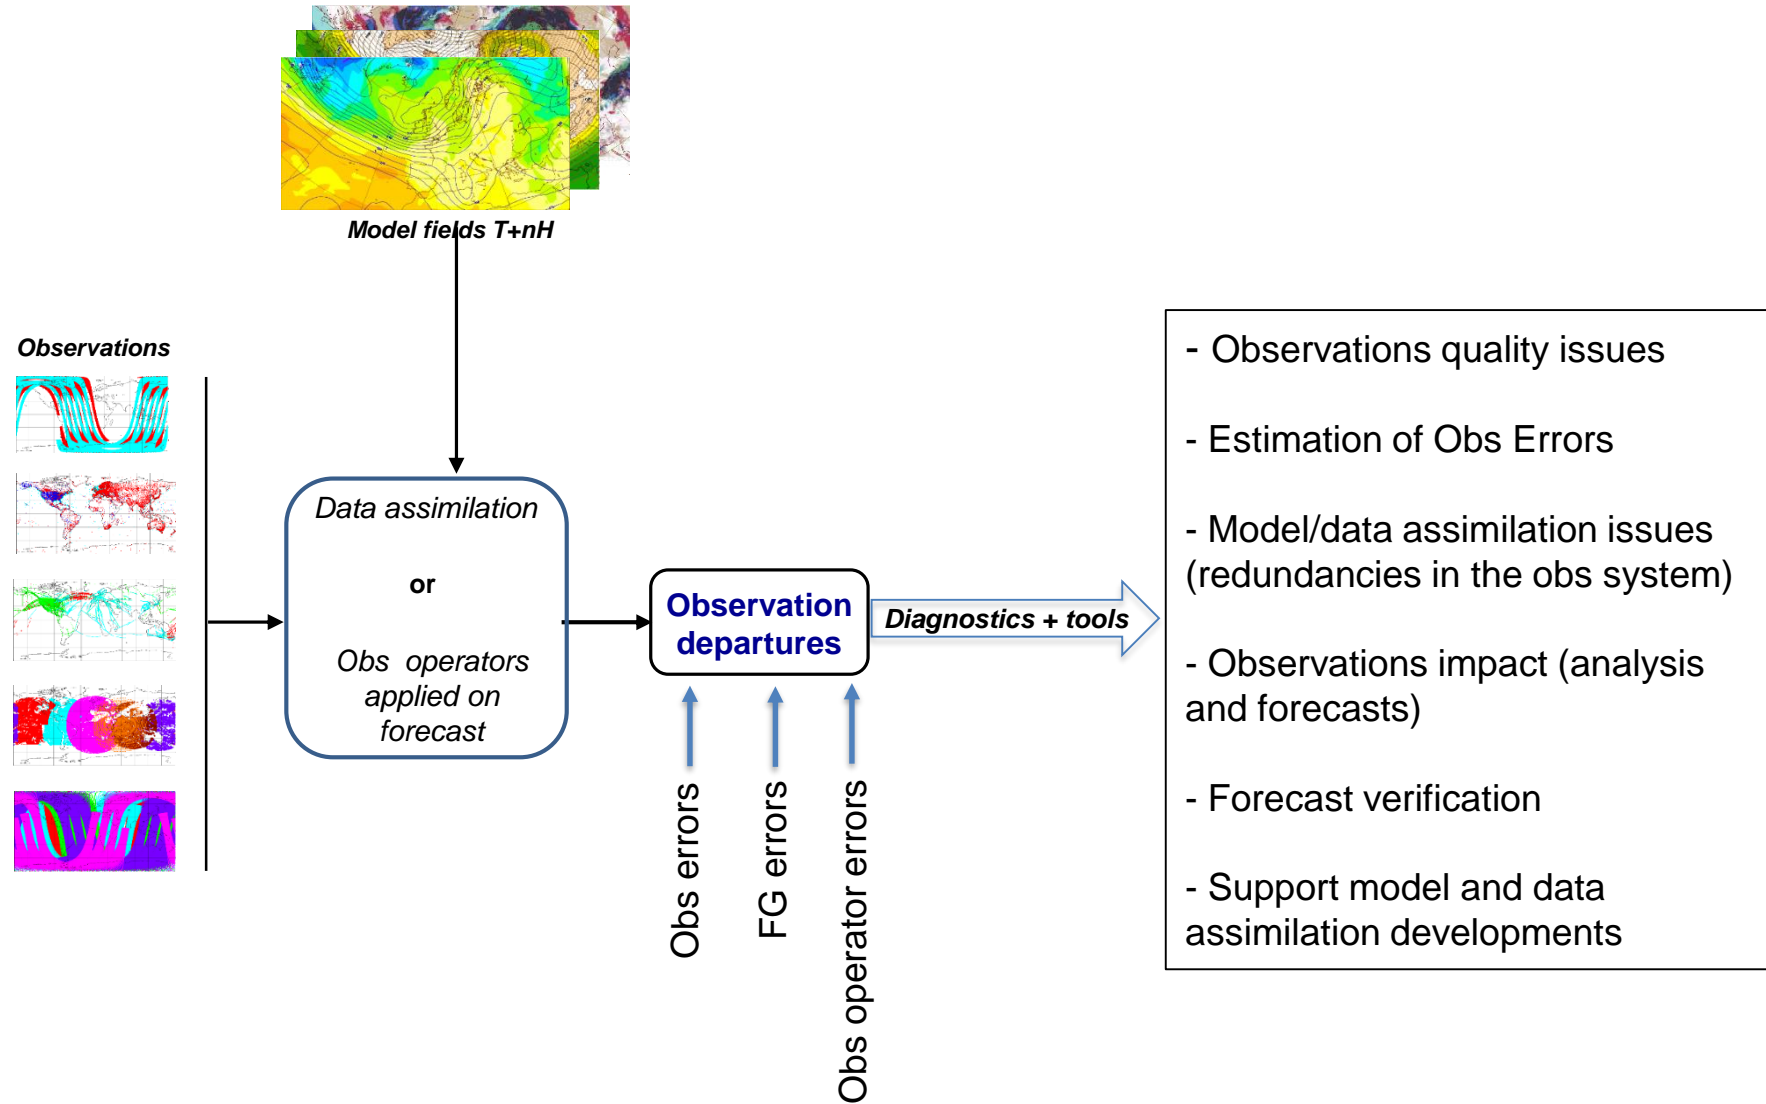 Model fields T+nH
Observations
Data assimilation
or
Obs operators
applied on
forecast
Observation
departures
Diagnostics + tools
Obs errors
FG errors
Obs operator errors
- Observations quality issues
- Estimation of Obs Errors
- Model/data assimilation issues
(redundancies in the obs system)
- Observations impact (analysis
and forecasts)
- Forecast verification
- Support model and data
assimilation developments